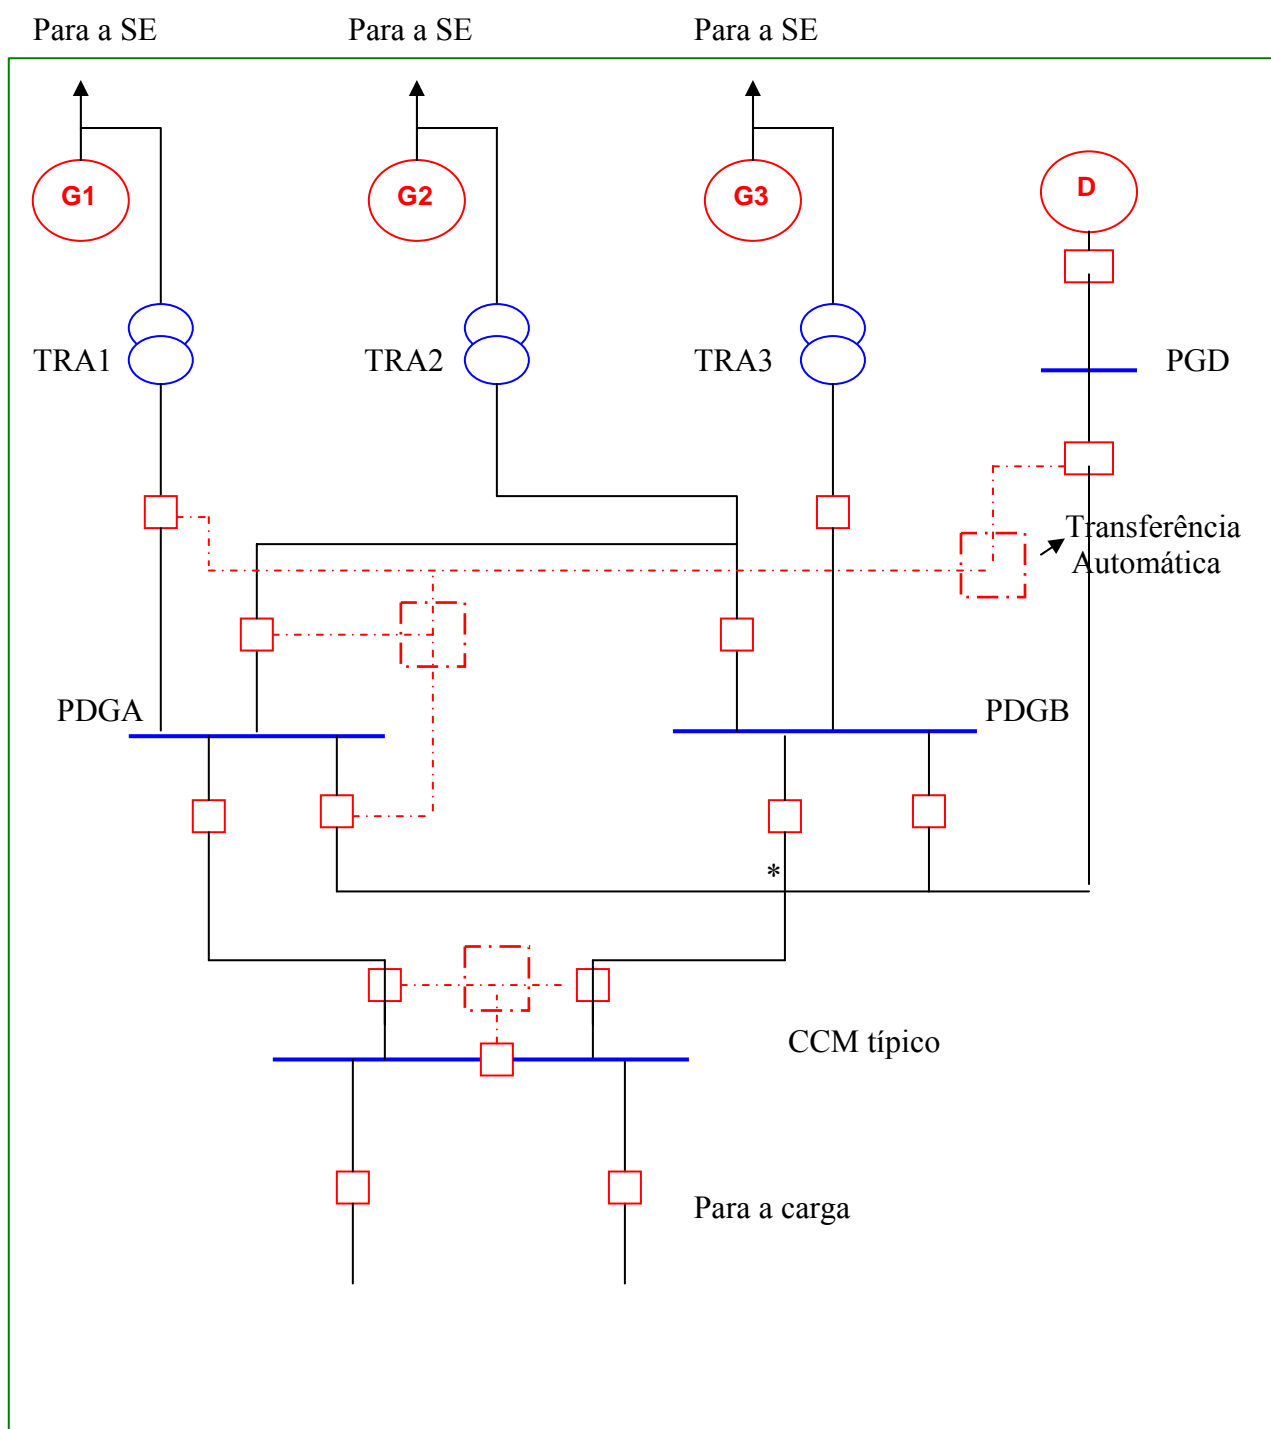 Para a SE
Para a SE
Para a SE
G1
G2
G3
D
TRA1
TRA2
TRA3
PGD
Transferência
Automática
PDGA
PDGB
*
CCM típico
Para a carga